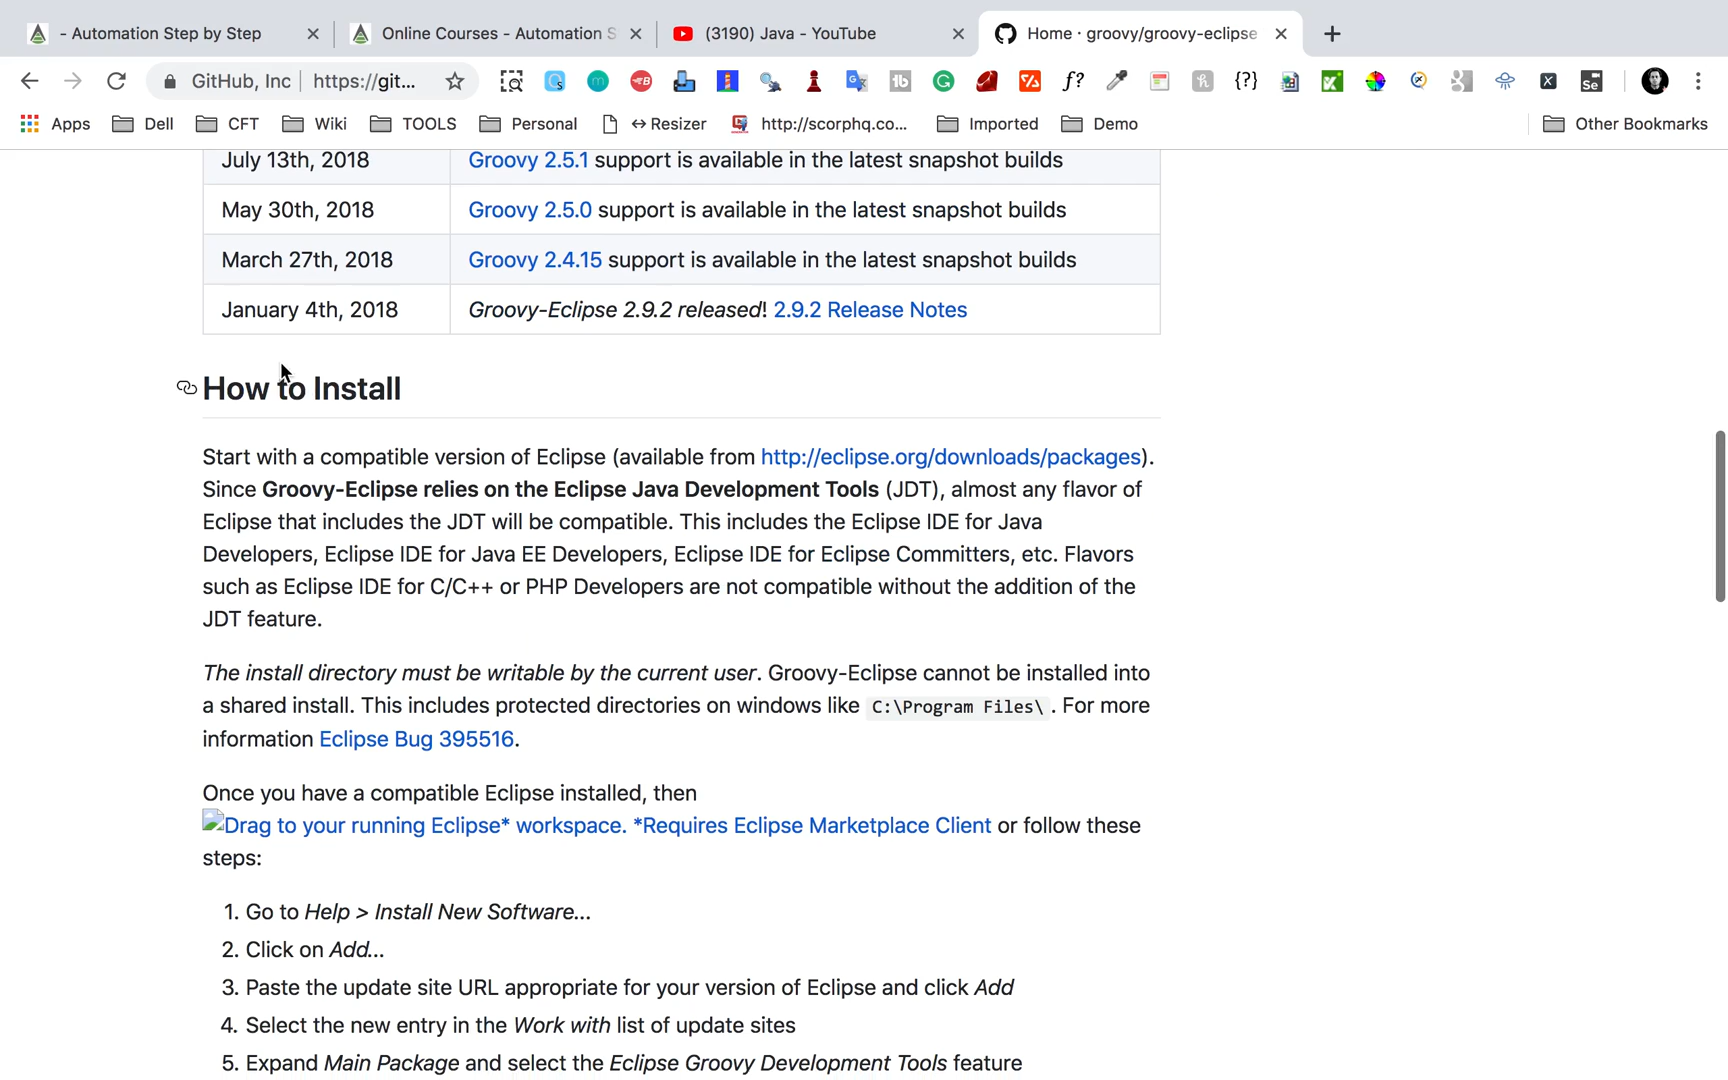 - Automation Step by Step
Online Courses - Automation S
(3190) Java - YouTube
Home · groovy/groovy-eclipse
GitHub, Inc
https://git...
Apps
Dell
CFT
Wiki
TOOLS
Personal
↔Resizer
http://scorphq.co...
Imported
Demo
Other Bookmarks
July 13th, 2018 Groovy 2.5.1 support is available in the latest snapshot builds
May 30th, 2018 Groovy 2.5.0 support is available in the latest snapshot builds
March 27th, 2018 Groovy 2.4.15 support is available in the latest snapshot builds
January 4th, 2018 Groovy-Eclipse 2.9.2 released! 2.9.2 Release Notes
How to Install
Start with a compatible version of Eclipse (available from http://eclipse.org/downloads/packages).
Since Groovy-Eclipse relies on the Eclipse Java Development Tools (JDT), almost any flavor of
Eclipse that includes the JDT will be compatible. This includes the Eclipse IDE for Java
Developers, Eclipse IDE for Java EE Developers, Eclipse IDE for Eclipse Committers, etc. Flavors
such as Eclipse IDE for C/C++ or PHP Developers are not compatible without the addition of the
JDT feature.
The install directory must be writable by the current user. Groovy-Eclipse cannot be installed into
a shared install. This includes protected directories on windows like C:\Program Files\ . For more
information Eclipse Bug 395516.
Once you have a compatible Eclipse installed, then
Drag to your running Eclipse* workspace. *Requires Eclipse Marketplace Client or follow these
steps:
1. Go to Help > Install New Software...
2. Click on Add...
3. Paste the update site URL appropriate for your version of Eclipse and click Add
4. Select the new entry in the Work with list of update sites
5. Expand Main Package and select the Eclipse Groovy Development Tools feature